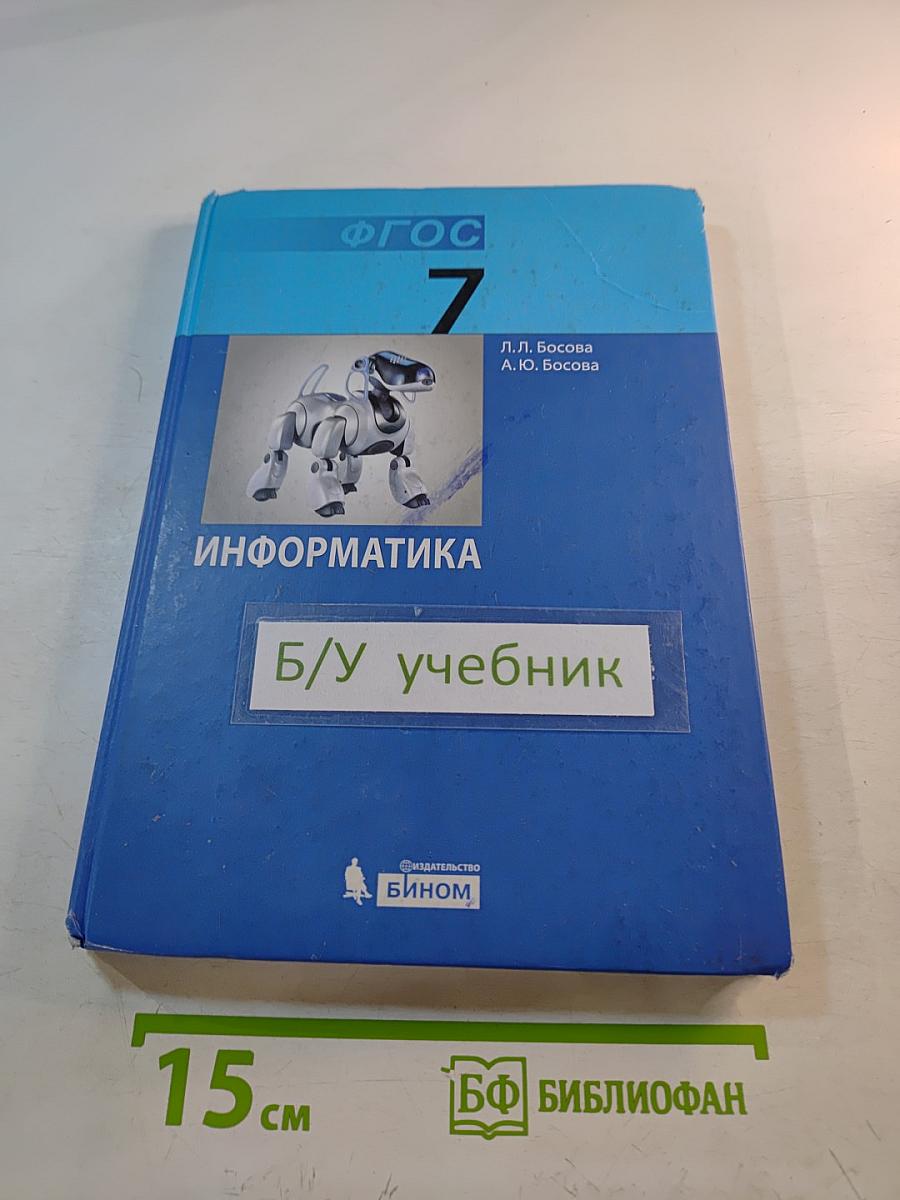 ФГОС
7
Л.Л. Босова
А.Ю. Босова
ИНФОРМАТИКА
Б/У учебник
ИЗДАТЕЛЬСТВО
БИНОМ
15 см
БФ БИБЛИОФАН